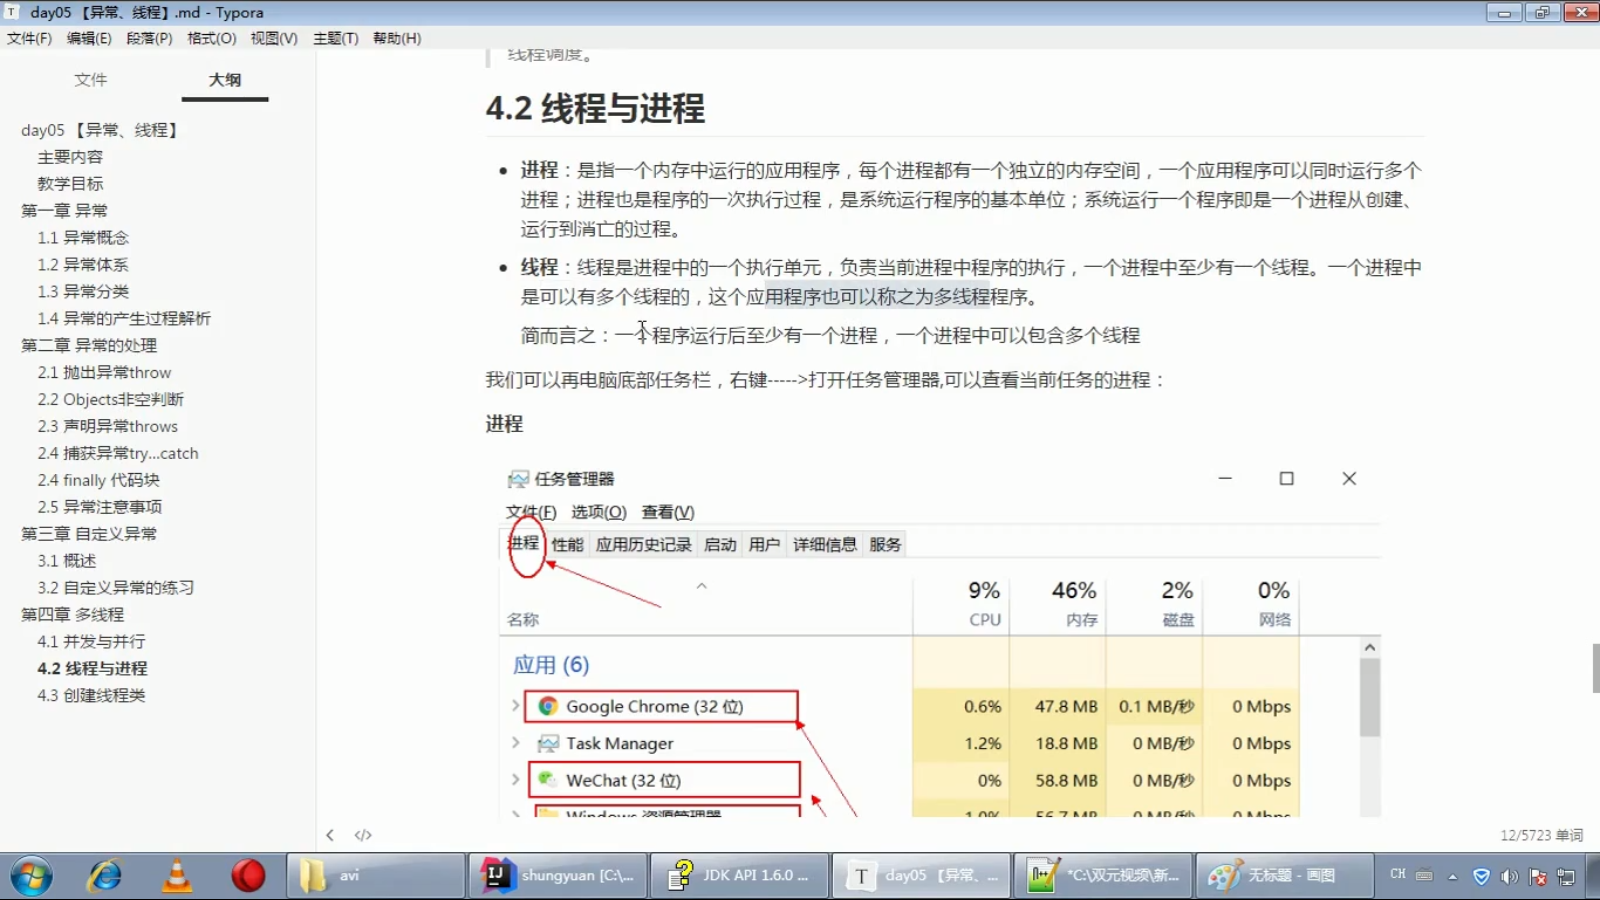 day05 【异常、线程】.md - Typora
文件(F) 编辑(E) 段落(P) 格式(O) 视图(V) 主题(T) 帮助(H)
文件 大纲
day05 【异常、线程】
主要内容
教学目标
第一章 异常
1.1 异常概念
1.2 异常体系
1.3 异常分类
1.4 异常的产生过程解析
第二章 异常的处理
2.1 抛出异常throw
2.2 Objects非空判断
2.3 声明异常throws
2.4 捕获异常try...catch
2.4 finally 代码块
2.5 异常注意事项
第三章 自定义异常
3.1 概述
3.2 自定义异常的练习
第四章 多线程
4.1 并发与并行
4.2 线程与进程
4.3 创建线程类
线程调度。
4.2 线程与进程
进程：是指一个内存中运行的应用程序，每个进程都有一个独立的内存空间，一个应用程序可以同时运行多个
进程；进程也是程序的一次执行过程，是系统运行程序的基本单位；系统运行一个程序即是一个进程从创建、
运行到消亡的过程。
线程：线程是进程中的一个执行单元，负责当前进程中程序的执行，一个进程中至少有一个线程。一个进程中
是可以有多个线程的，这个应用程序也可以称之为多线程程序。
简而言之：一个程序运行后至少有一个进程，一个进程中可以包含多个线程
我们可以再电脑底部任务栏，右键----->打开任务管理器,可以查看当前任务的进程：
进程
任务管理器
文件(F) 选项(O) 查看(V)
进程 性能 应用历史记录 启动 用户 详细信息 服务
9% 46% 2% 0%
名称 CPU 内存 磁盘 网络
应用 (6)
Google Chrome (32 位) 0.6% 47.8 MB 0.1 MB/秒 0 Mbps
Task Manager 1.2% 18.8 MB 0 MB/秒 0 Mbps
WeChat (32 位) 0% 58.8 MB 0 MB/秒 0 Mbps
Windows 资源管理器 1.0% 56.7 MB 0 MB/秒 0 Mbps
12/5723 单词
avi shungyuan [C:\... JDK API 1.6.0 ... day05 【异常、... *C:\双元视频\新... 无标题 - 画图 CH